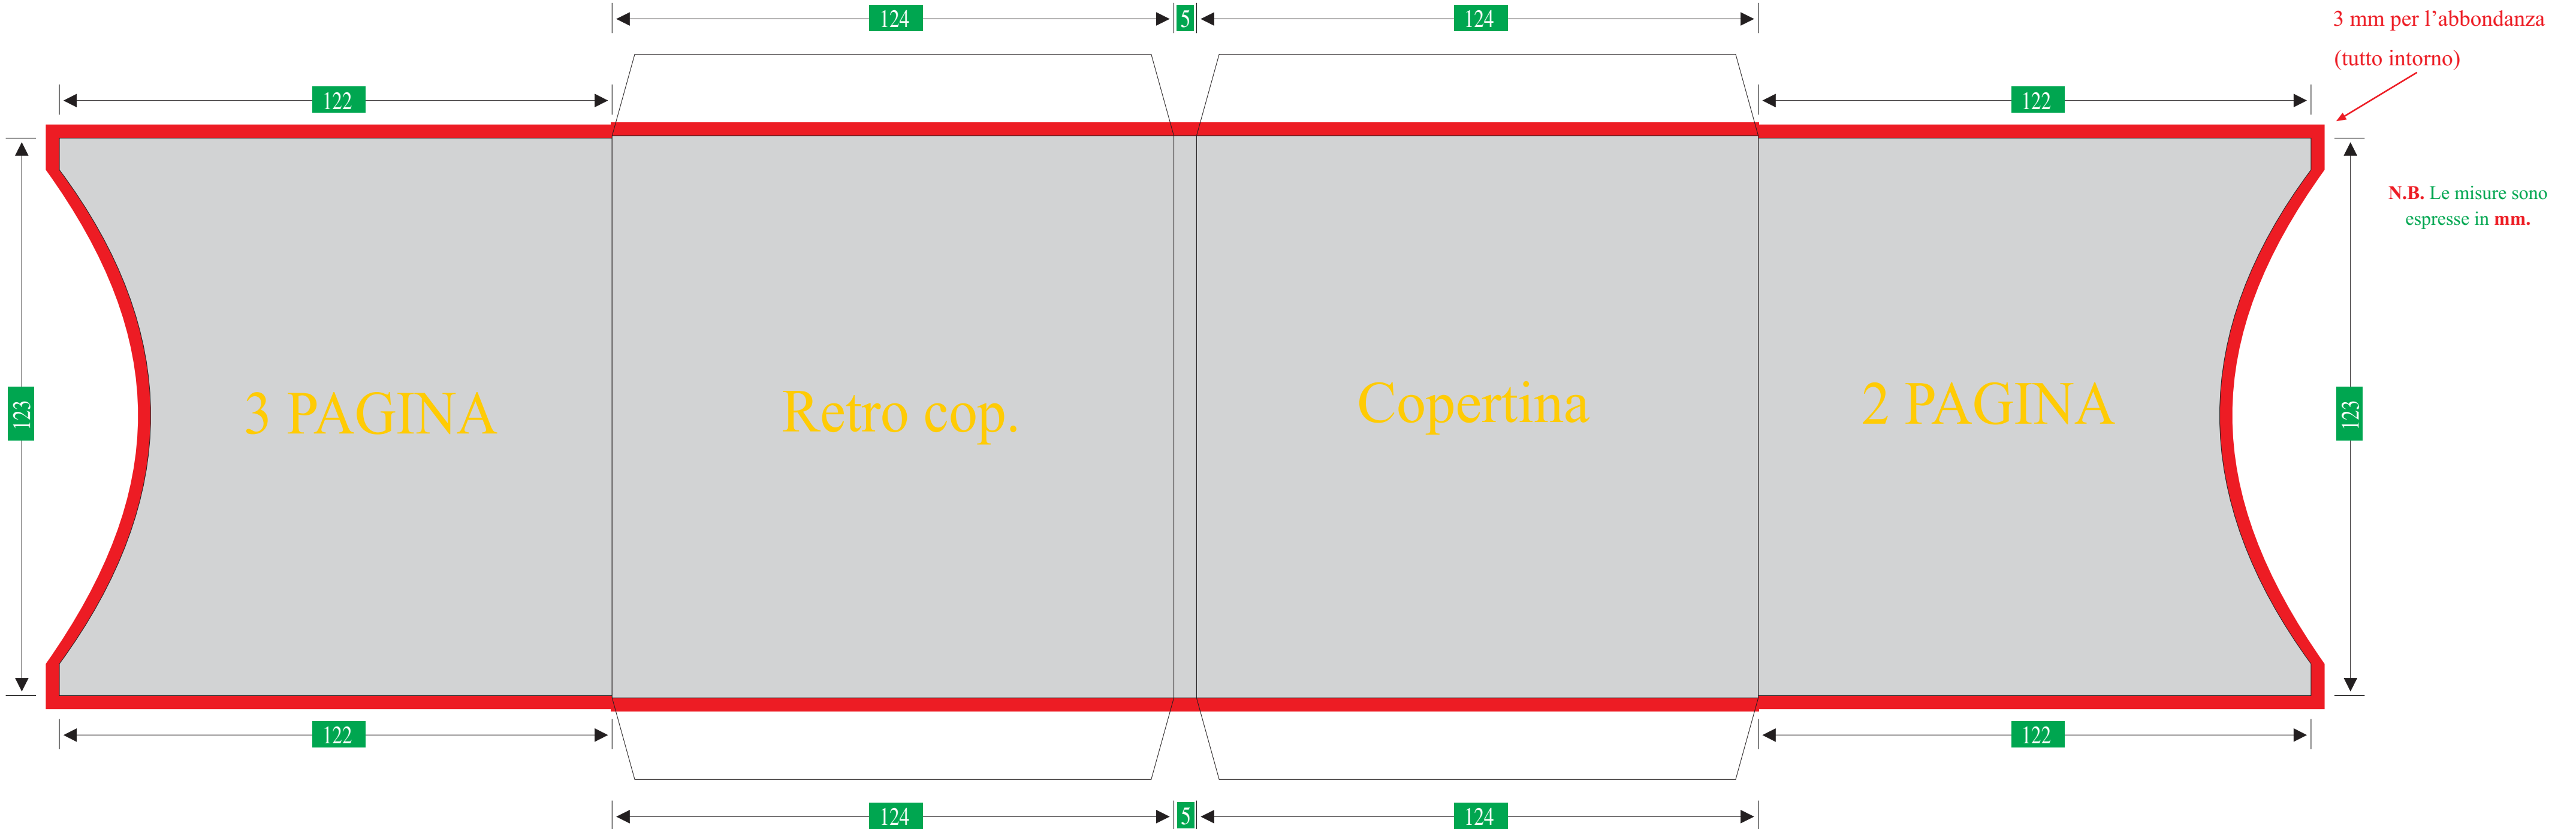 124
5
124
3 mm per l’abbondanza
(tutto intorno)
122
122
N.B. Le misure sono
espresse in mm.
123
3 PAGINA
Retro cop.
Copertina
2 PAGINA
123
122
122
124
5
124